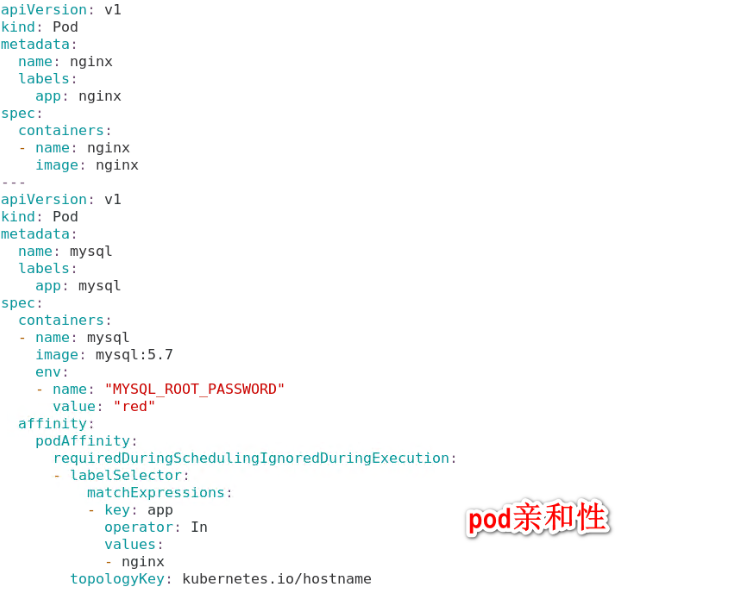 apiVersion: v1
kind: Pod
metadata:
  name: nginx
  labels:
    app: nginx
spec:
  containers:
  - name: nginx
    image: nginx
---
apiVersion: v1
kind: Pod
metadata:
  name: mysql
  labels:
    app: mysql
spec:
  containers:
  - name: mysql
    image: mysql:5.7
    env:
    - name: "MYSQL_ROOT_PASSWORD"
      value: "red"
  affinity:
    podAffinity:
      requiredDuringSchedulingIgnoredDuringExecution:
      - labelSelector:
          matchExpressions:
          - key: app
            operator: In
            values:
            - nginx
        topologyKey: kubernetes.io/hostname
pod亲和性